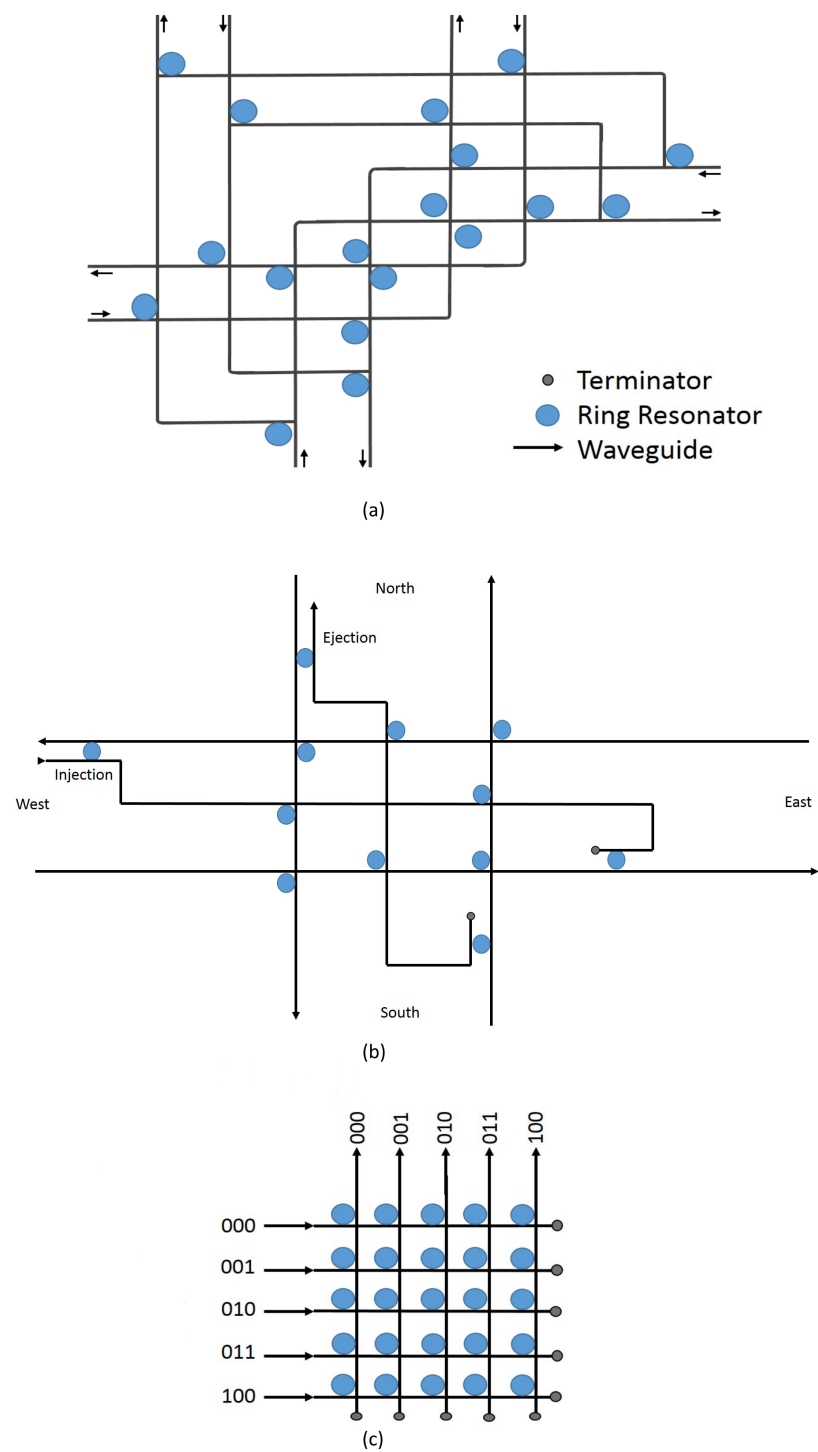 Terminator
Ring Resonator
Waveguide
(a)
North
Ejection
Injection
West
East
South
(b)
000 001 010 011 100
000
001
010
011
100
(c)